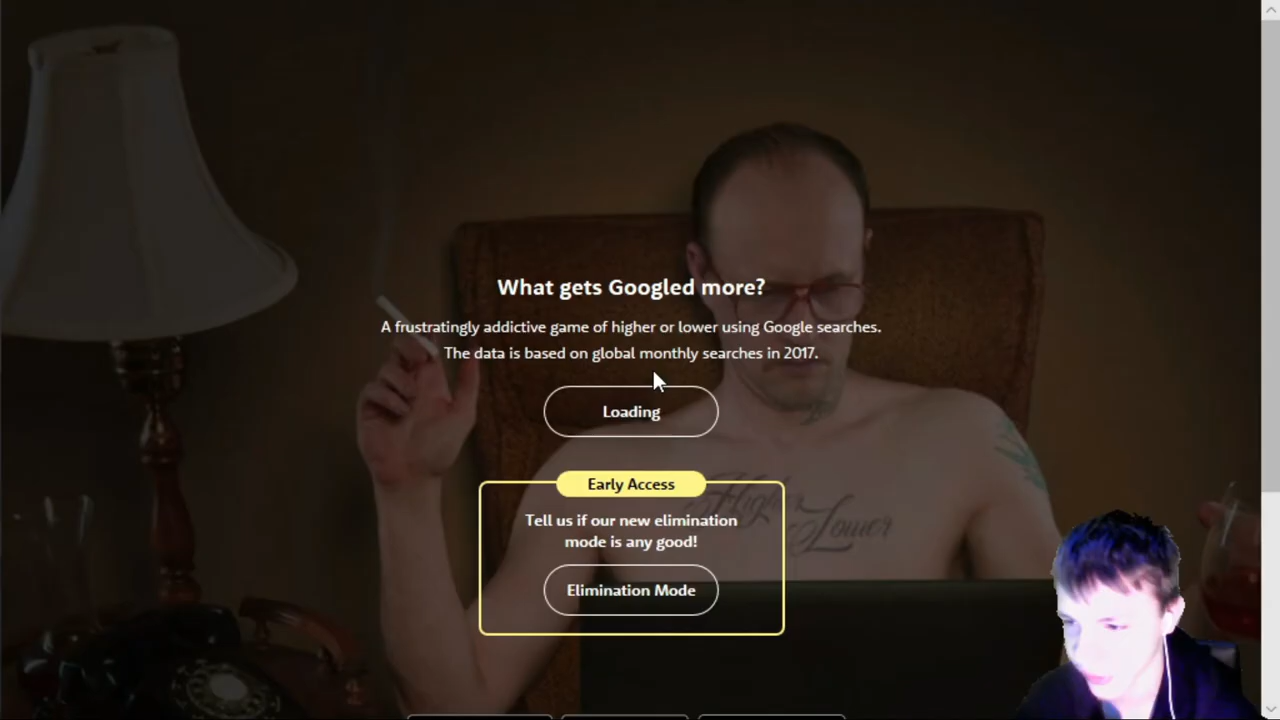 What gets Googled more?
A frustratingly addictive game of higher or lower using Google searches.
The data is based on global monthly searches in 2017.
Loading
Early Access
Tell us if our new elimination
mode is any good!
Elimination Mode
Higher
Lower